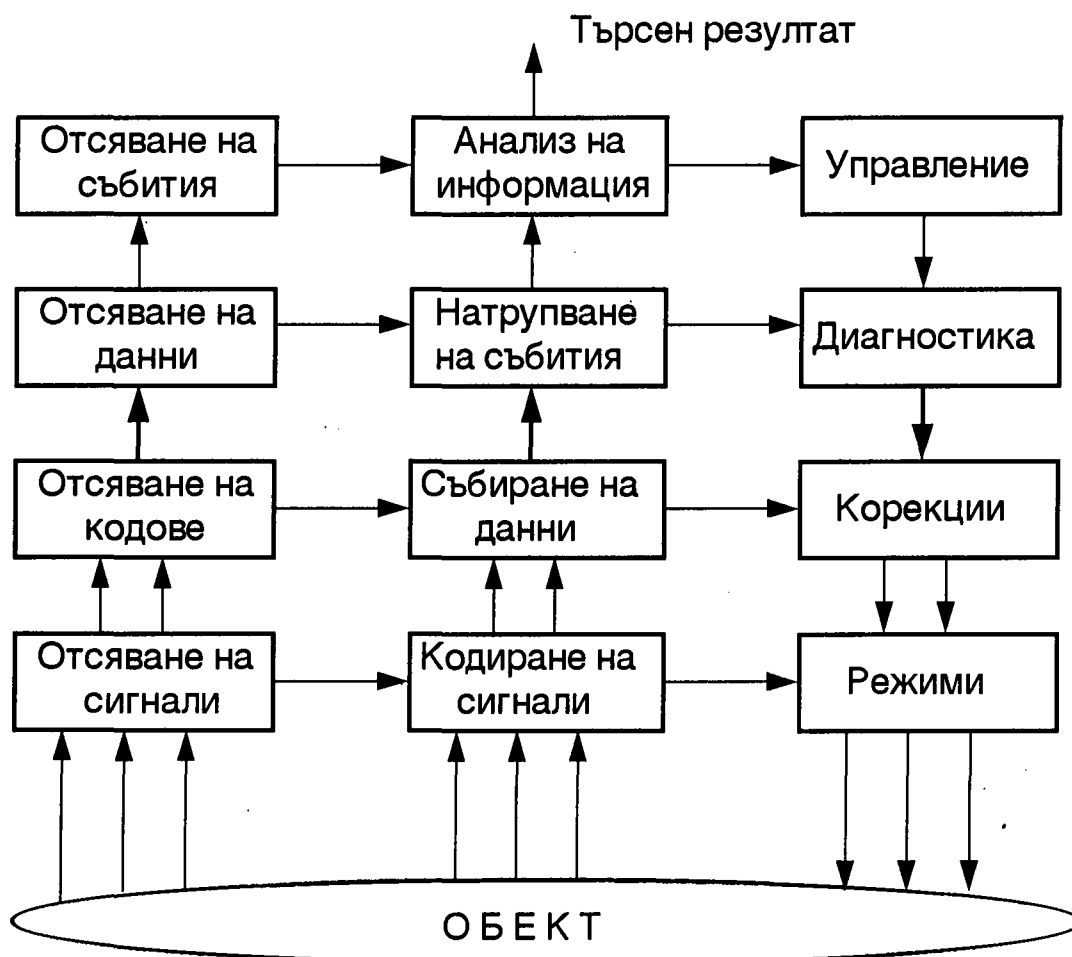 Търсен резултат
Отсяване на
събития
Анализ на
информация
Управление
Отсяване на
данни
Натрупване
на събития
Диагностика
Отсяване на
кодове
Събиране на
данни
Корекции
Отсяване на
сигнали
Кодиране на
сигнали
Режими
ОБЕКТ